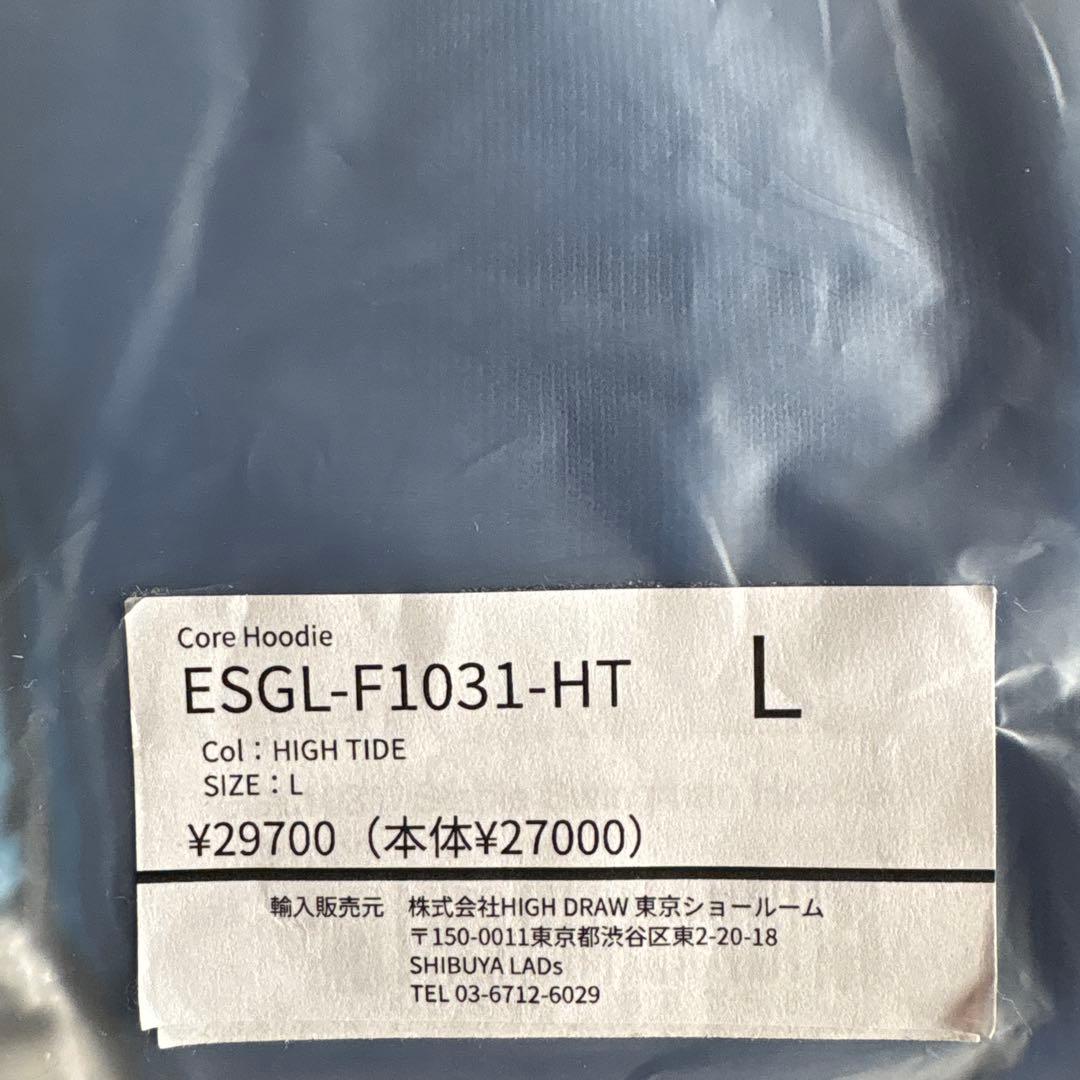 Core Hoodie
ESGL-F1031-HT L
Col：HIGH TIDE
SIZE：L
¥29700（本体¥27000）
輸入販売元 株式会社HIGH DRAW 東京ショールーム
〒150-0011東京都渋谷区東2-20-18
SHIBUYA LADs
TEL 03-6712-6029